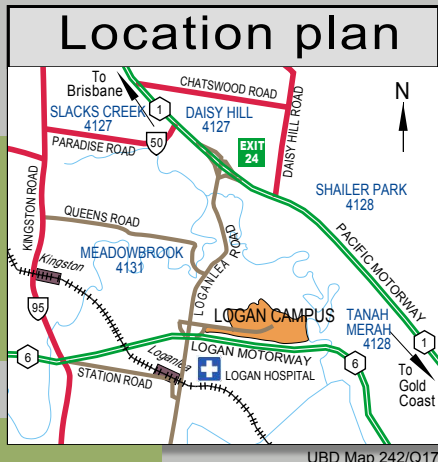 Location plan
To
Brisbane
CHATSWOOD ROAD
N
SLACKS CREEK
4127
1
DAISY HILL
4127
DAISY HILL ROAD
PARADISE ROAD
50
EXIT
24
SHAILER PARK
4128
KINGSTON ROAD
QUEENS ROAD
LOGANLEA ROAD
PACIFIC MOTORWAY
MEADOWBROOK
4131
Kingston
95
LOGAN CAMPUS
TANAH
MERAH
4128
1
6
Loganlea
LOGAN MOTORWAY
6
STATION ROAD
LOGAN HOSPITAL
To
Gold
Coast
UBD Map 242/Q17